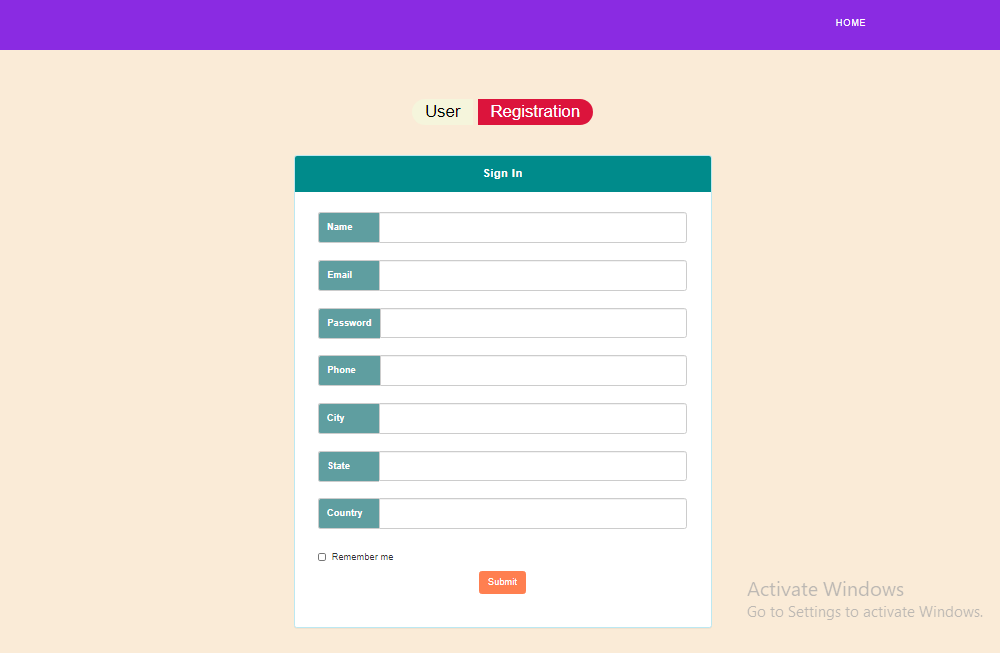 HOME
User Registration
Sign In
Name
Email
Password
Phone
City
State
Country
Remember me
Submit
Activate Windows
Go to Settings to activate Windows.